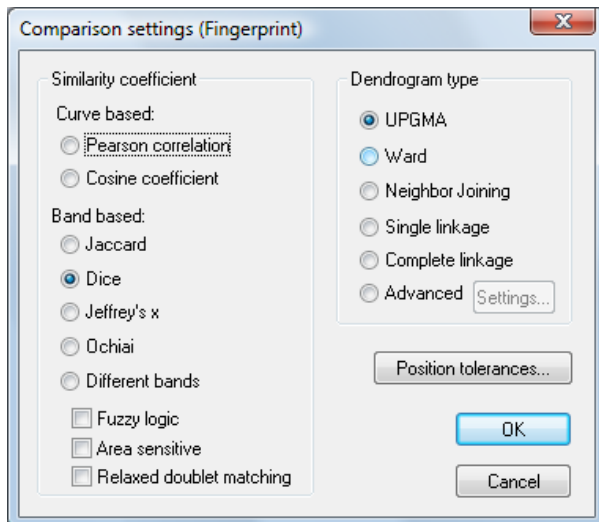 Comparison settings (Fingerprint)
Similarity coefficient
Curve based:
Pearson correlation
Cosine coefficient
Band based:
Jaccard
Dice
Jeffrey's x
Ochiai
Different bands
Fuzzy logic
Area sensitive
Relaxed doublet matching
Dendrogram type
UPGMA
Ward
Neighbor Joining
Single linkage
Complete linkage
Advanced Settings...
Position tolerances...
OK
Cancel